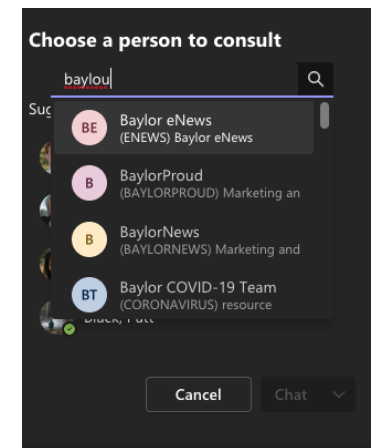 Choose a person to consult
baylou
Sug
BE
Baylor eNews
(ENEWS) Baylor eNews
B
BaylorProud
(BAYLORPROUD) Marketing an
B
BaylorNews
(BAYLORNEWS) Marketing and
BT
Baylor COVID-19 Team
(CORONAVIRUS) resource
Cancel
Chat